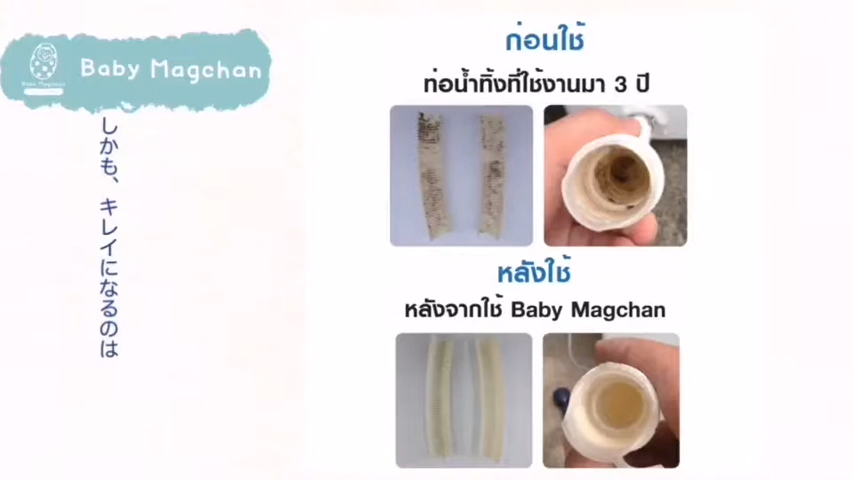 Baby Magchan
しかも、キレイになるのは
ก่อนใช้
ท่อน้ำทิ้งที่ใช้งานมา 3 ปี
หลังใช้
หลังจากใช้ Baby Magchan